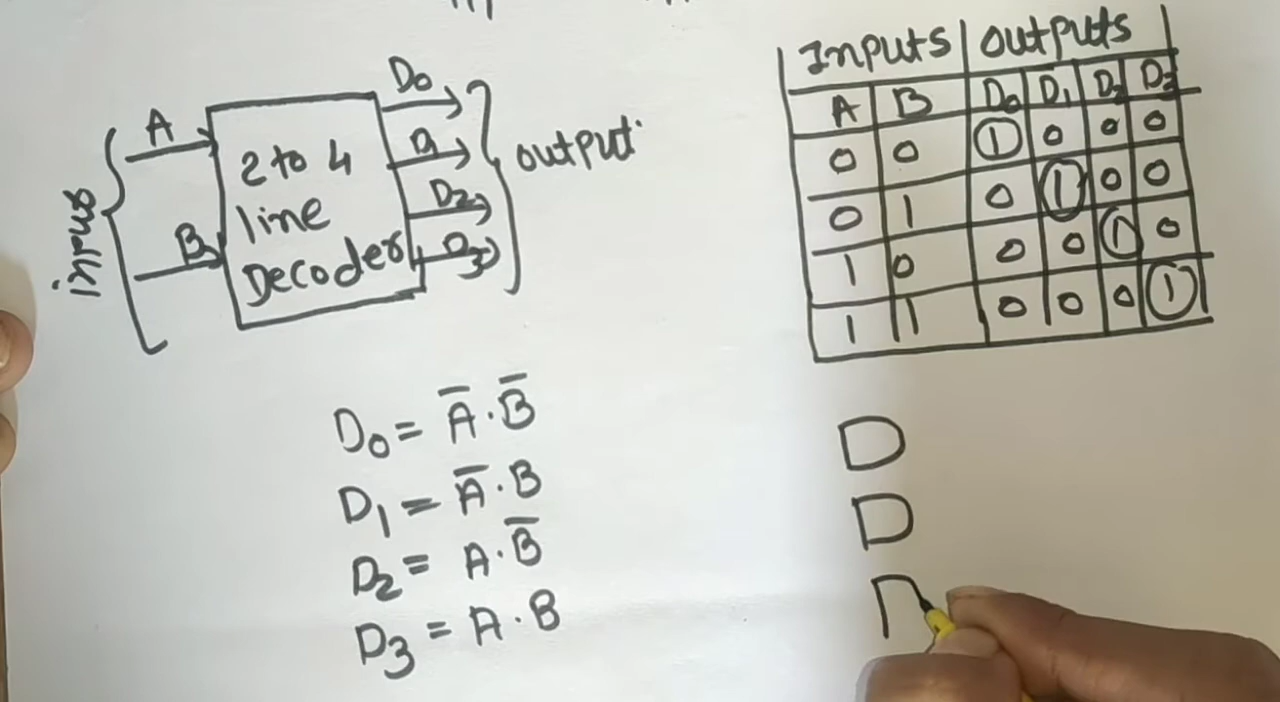 inputs
A
B
2 to 4
line
Decoder
D0
D
D2
D3
output
Inputs outputs
A B D0 D1 D2 D3
0 0 1 0 0 0
0 1 0 1 0 0
1 0 0 0 1 0
1 1 0 0 0 1
D0 = A̅ . B̅
D1 = A̅ . B
D2 = A . B̅
D3 = A . B